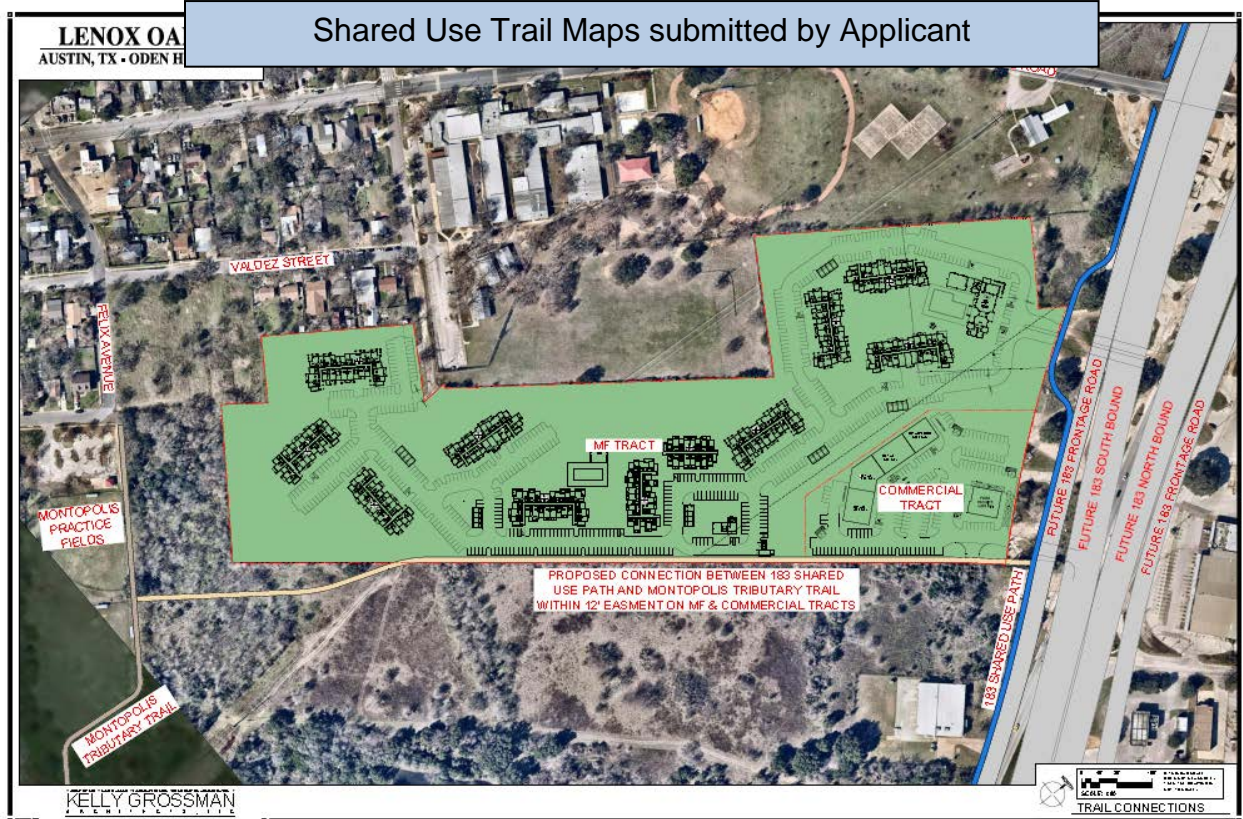 Shared Use Trail Maps submitted by Applicant
LENOX OA
AUSTIN, TX - ODEN H
ROAD
VALDEZ STREET
FELIX AVENUE
MF TRACT
COMMERCIAL
TRACT
MONTOPOLIS
PRACTICE
FIELDS
FUTURE 183 FRONTAGE ROAD
FUTURE 183 SOUTH BOUND
FUTURE 183 NORTH BOUND
FUTURE 183 FRONTAGE ROAD
PROPOSED CONNECTION BETWEEN 183 SHARED
USE PATH AND MONTOPOLIS TRIBUTARY TRAIL
WITHIN 12' EASMENT ON MF & COMMERCIAL TRACTS
183 SHARED USE PATH
MONTOPOLIS
TRIBUTARY TRAIL
KELLY GROSSMAN
TRAIL CONNECTIONS